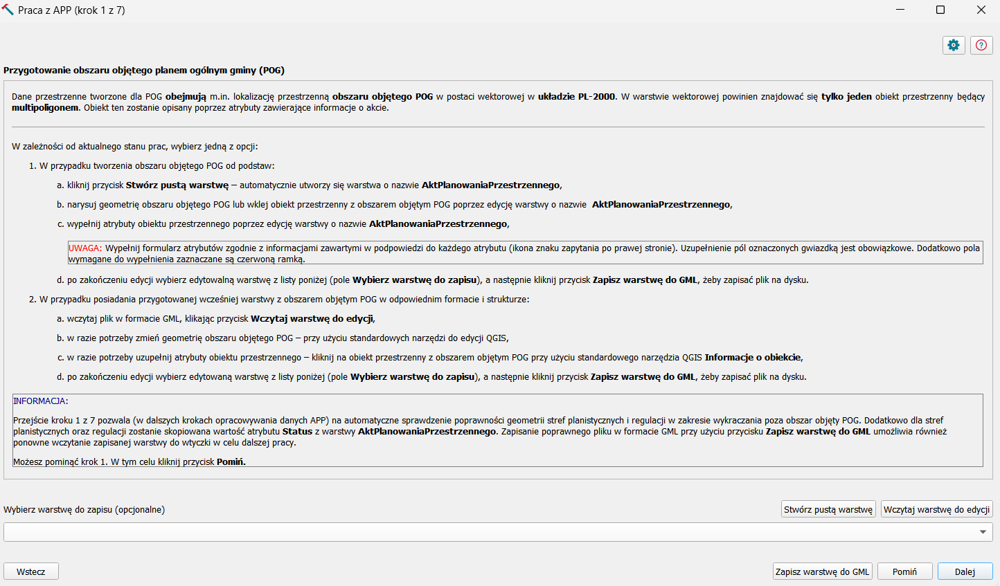 Praca z APP (krok 1 z 7)
Przygotowanie obszaru objętego planem ogólnym gminy (POG)
Dane przestrzenne tworzone dla POG obejmują m.in. lokalizację przestrzenną obszaru objętego POG w postaci wektorowej w układzie PL-2000. W warstwie wektorowej powinien znajdować się tylko jeden obiekt przestrzenny będący
multipoligonem. Obiekt ten zostanie opisany poprzez atrybuty zawierające informacje o akcie.
W zależności od aktualnego stanu prac, wybierz jedną z opcji:
1. W przypadku tworzenia obszaru objętego POG od podstaw:
a. kliknij przycisk Stwórz pustą warstwę – automatycznie utworzy się warstwa o nazwie AktPlanowaniaPrzestrzennego,
b. narysuj geometrię obszaru objętego POG lub wklej obiekt przestrzenny z obszarem objętym POG poprzez edycję warstwy o nazwie AktPlanowaniaPrzestrzennego,
c. wypełnij atrybuty obiektu przestrzennego poprzez edycję warstwy o nazwie AktPlanowaniaPrzestrzennego,
UWAGA: Wypełnij formularz atrybutów zgodnie z informacjami zawartymi w podpowiedzi do każdego atrybutu (ikona znaku zapytania po prawej stronie). Uzupełnienie pól oznaczonych gwiazdką jest obowiązkowe. Dodatkowo pola
wymagane do wypełnienia zaznaczane są czerwoną ramką.
d. po zakończeniu edycji wybierz edytowalną warstwę z listy poniżej (pole Wybierz warstwę do zapisu), a następnie kliknij przycisk Zapisz warstwę do GML, żeby zapisać plik na dysku.
2. W przypadku posiadania przygotowanej wcześniej warstwy z obszarem objętym POG w odpowiednim formacie i strukturze:
a. wczytaj plik w formacie GML, klikając przycisk Wczytaj warstwę do edycji,
b. w razie potrzeby zmień geometrię obszaru objętego POG – przy użyciu standardowych narzędzi do edycji QGIS,
c. w razie potrzeby uzupełnij atrybuty obiektu przestrzennego – kliknij na obiekt przestrzenny z obszarem objętym POG przy użyciu standardowego narzędzia QGIS Informacje o obiekcie,
d. po zakończeniu edycji wybierz edytowaną warstwę z listy poniżej (pole Wybierz warstwę do zapisu), a następnie kliknij przycisk Zapisz warstwę do GML, żeby zapisać plik na dysku.
INFORMACJA:
Przejście kroku 1 z 7 pozwala (w dalszych krokach opracowywania danych APP) na automatyczne sprawdzenie poprawności geometrii stref planistycznych i regulacji w zakresie wykraczania poza obszar objęty POG. Dodatkowo dla stref
planistycznych oraz regulacji zostanie skopiowana wartość atrybutu Status z warstwy AktPlanowaniaPrzestrzennego. Zapisanie poprawnego pliku w formacie GML przy użyciu przycisku Zapisz warstwę do GML umożliwia również
ponowne wczytanie zapisanej warstwy do wtyczki w celu dalszej pracy.
Możesz pominąć krok 1. W tym celu kliknij przycisk Pomiń.
Wybierz warstwę do zapisu (opcjonalne)
Stwórz pustą warstwę
Wczytaj warstwę do edycji
Wstecz
Zapisz warstwę do GML
Pomiń
Dalej